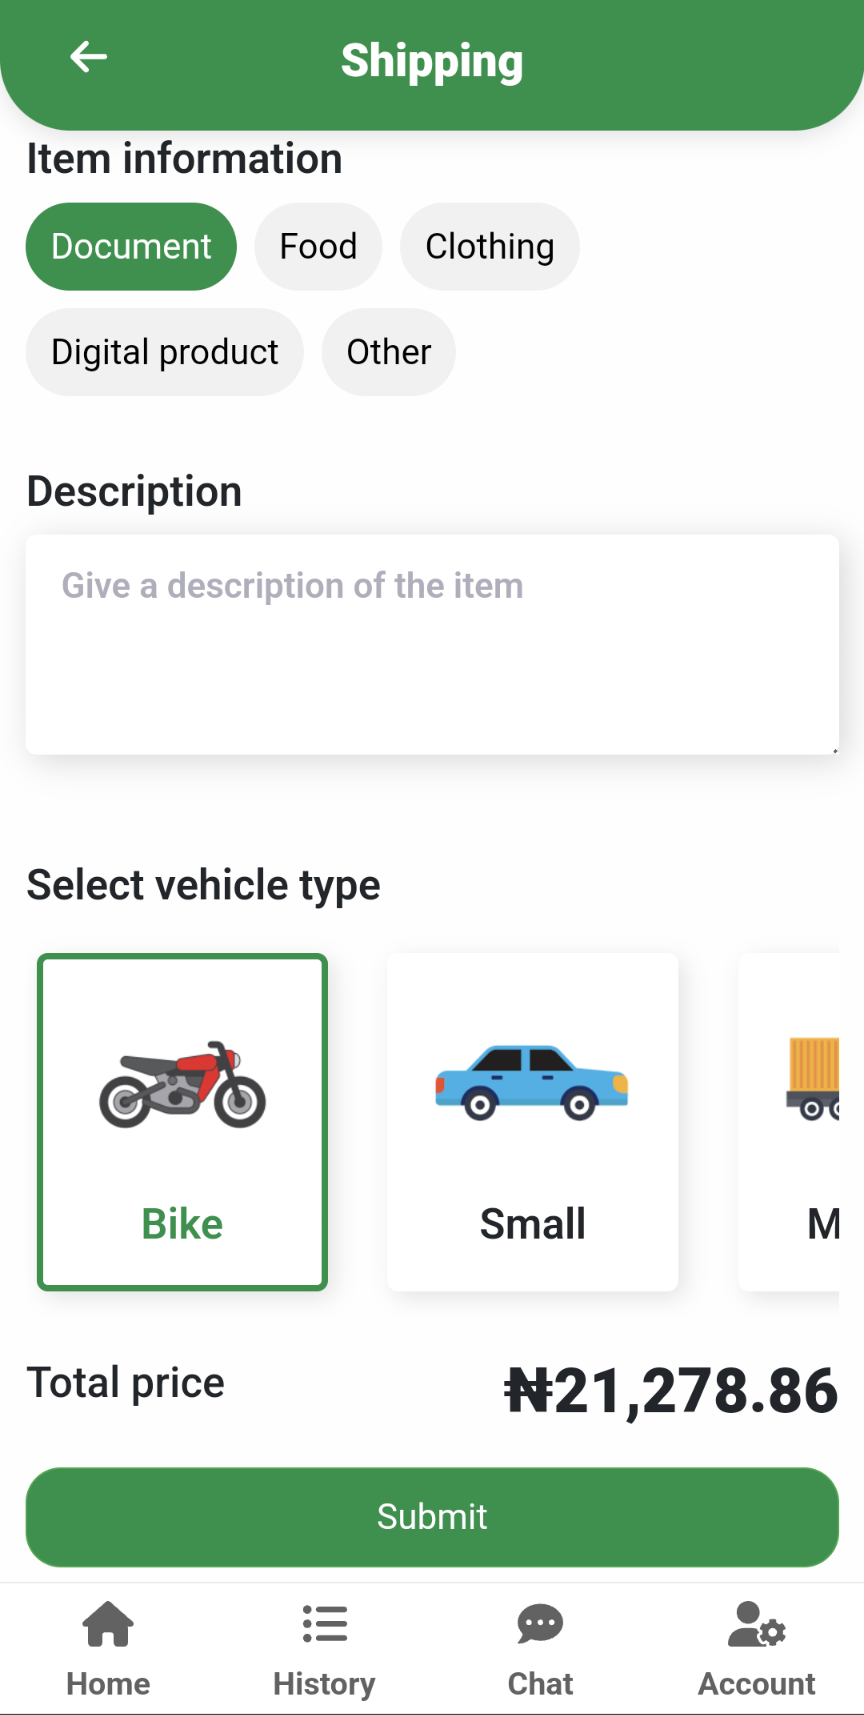 Shipping
Item information
Document Food Clothing
Digital product Other
Description
Give a description of the item
Select vehicle type
Bike Small M
Total price ₦21,278.86
Submit
Home History Chat Account